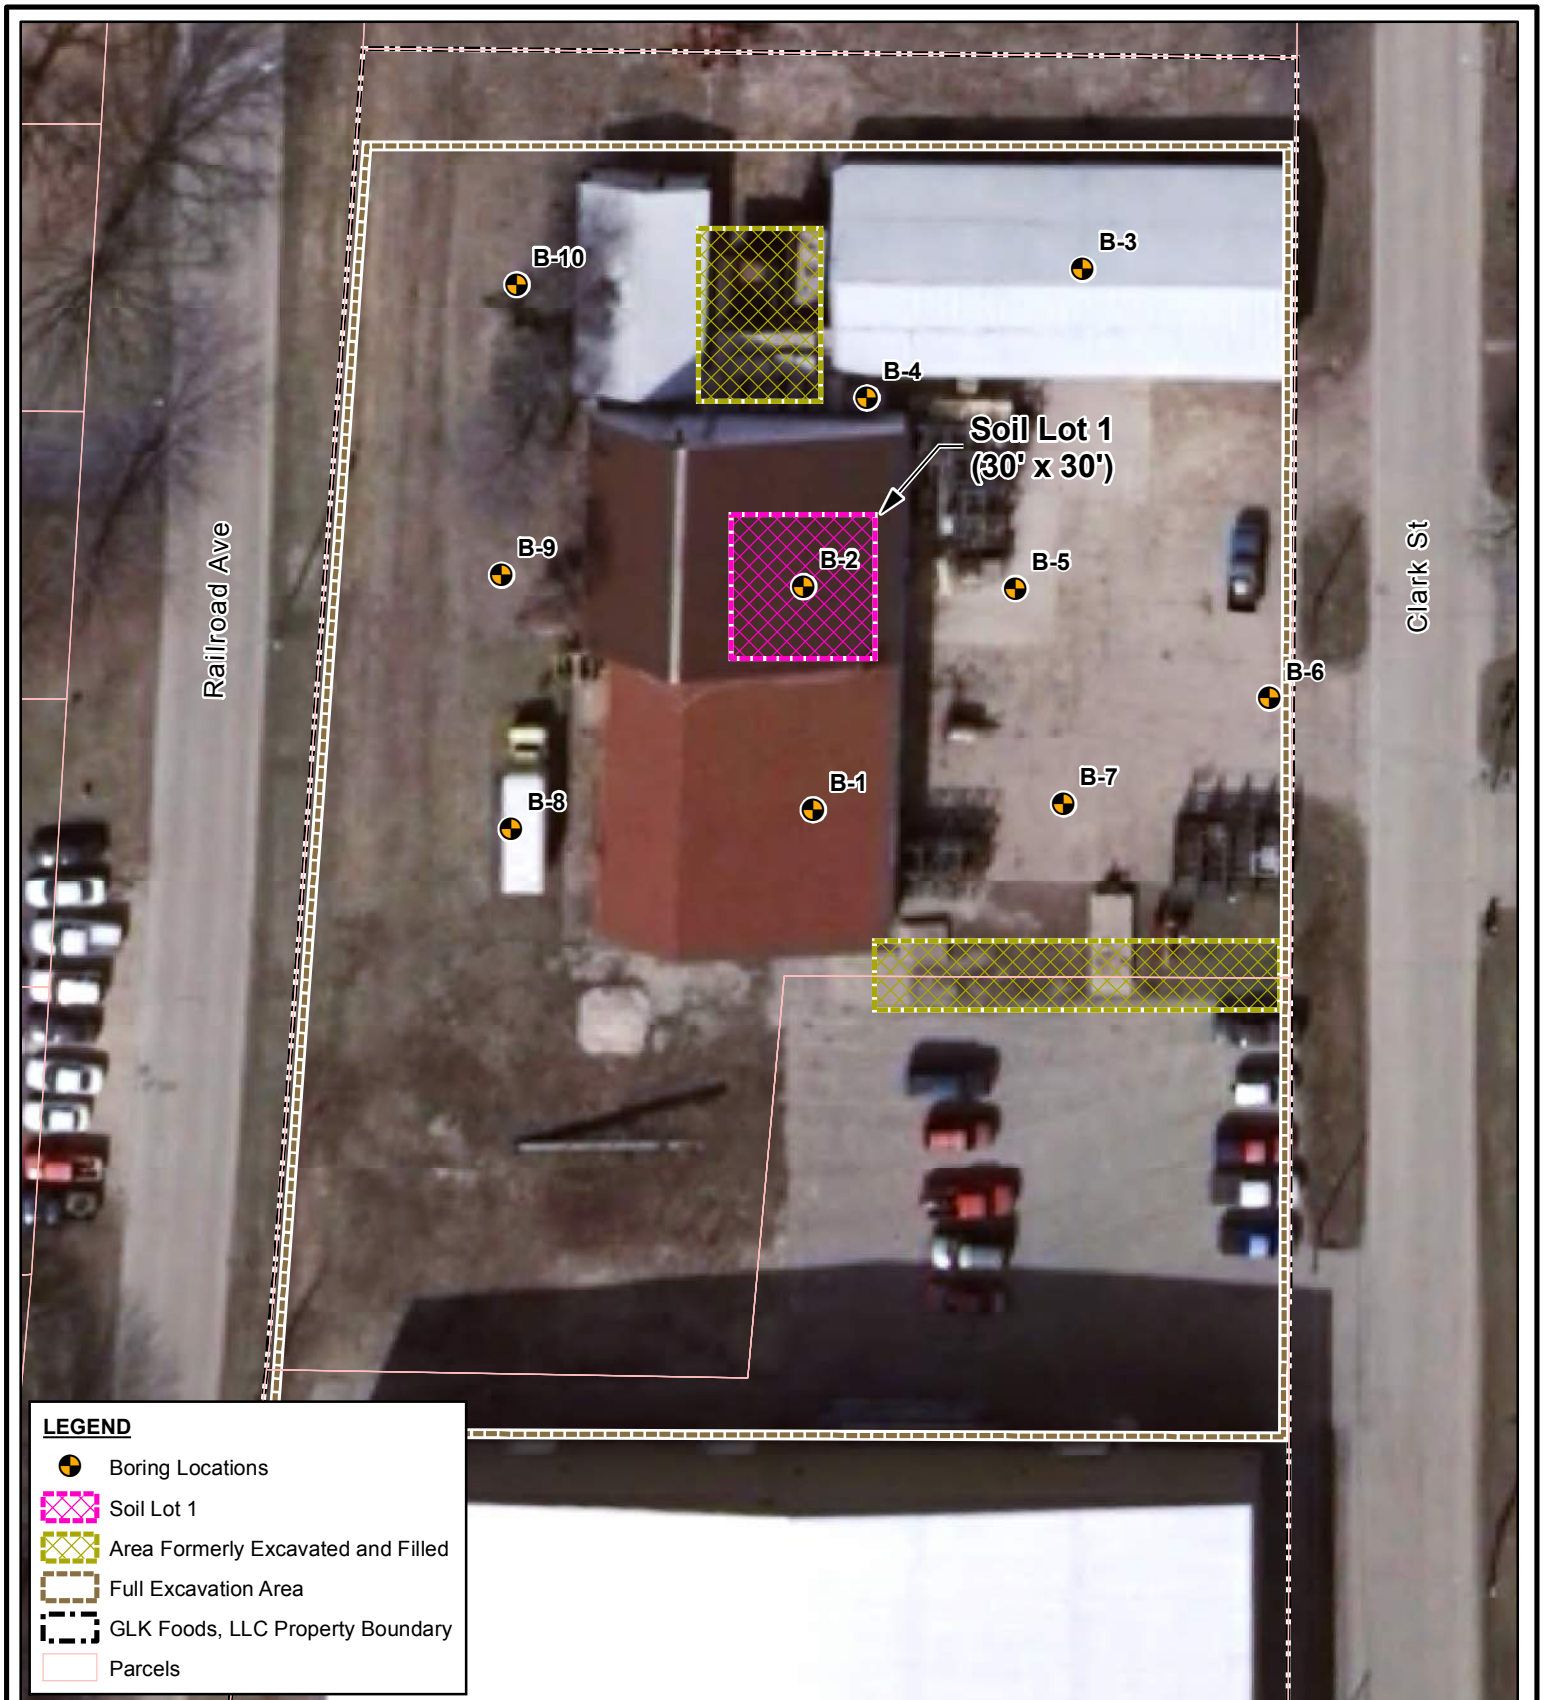 B-10
B-3
B-4
Soil Lot 1
(30' x 30')
B-9
B-2
B-5
Railroad Ave
Clark St
B-6
B-8
B-1
B-7
LEGEND
Boring Locations
Soil Lot 1
Area Formerly Excavated and Filled
Full Excavation Area
GLK Foods, LLC Property Boundary
Parcels